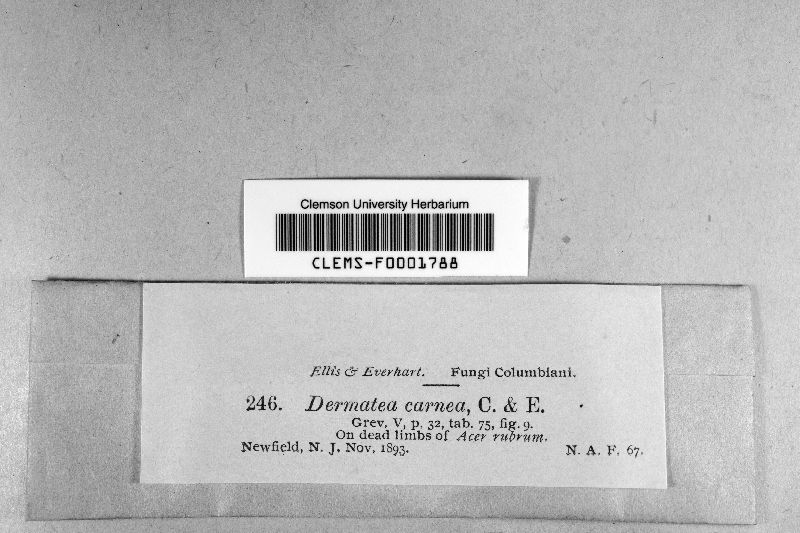 Clemson University Herbarium
CLEMS-F0001788
Ellis & Everhart. Fungi Columbiani.
246. Dermatea carnea, C. & E.
Grev, V, p. 32, tab. 75, fig. 9.
On dead limbs of Acer rubrum.
Newfield, N. J. Nov, 1893. N. A. F. 67.